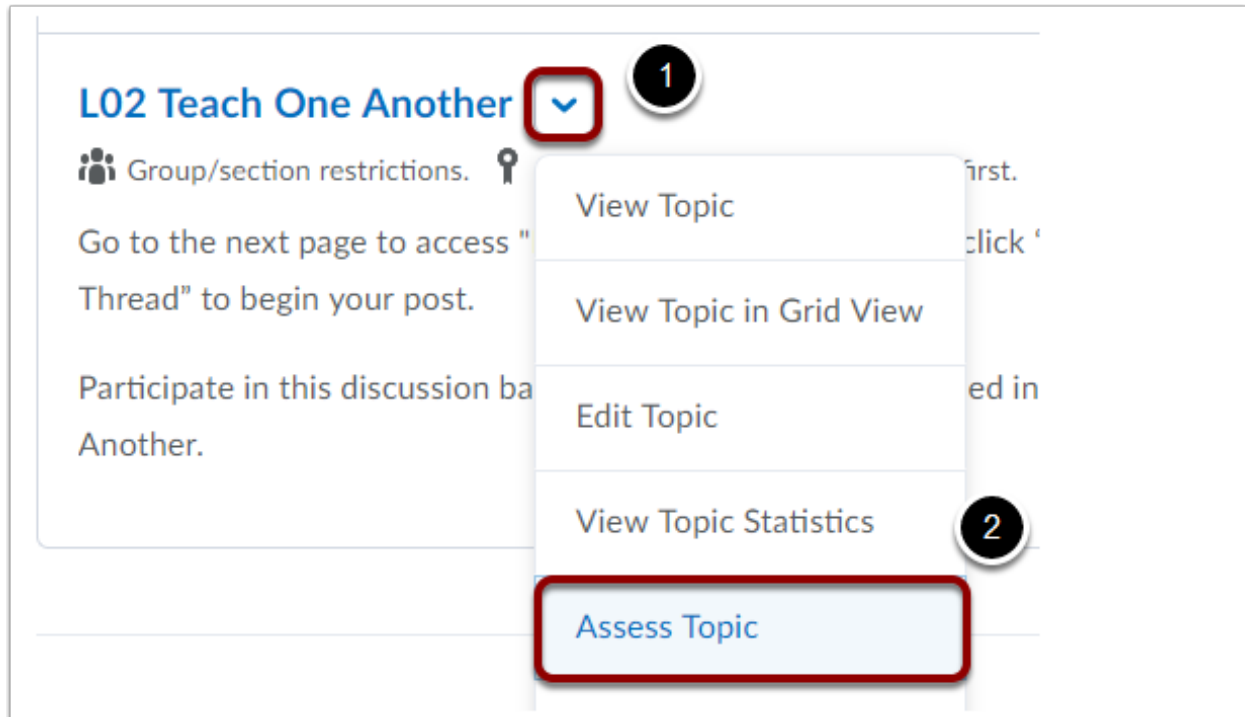 L02 Teach One Another
1
Group/section restrictions.
first.
View Topic
Go to the next page to access "
click “
Thread” to begin your post.
View Topic in Grid View
Participate in this discussion ba
ed in
Edit Topic
Another.
View Topic Statistics
2
Assess Topic